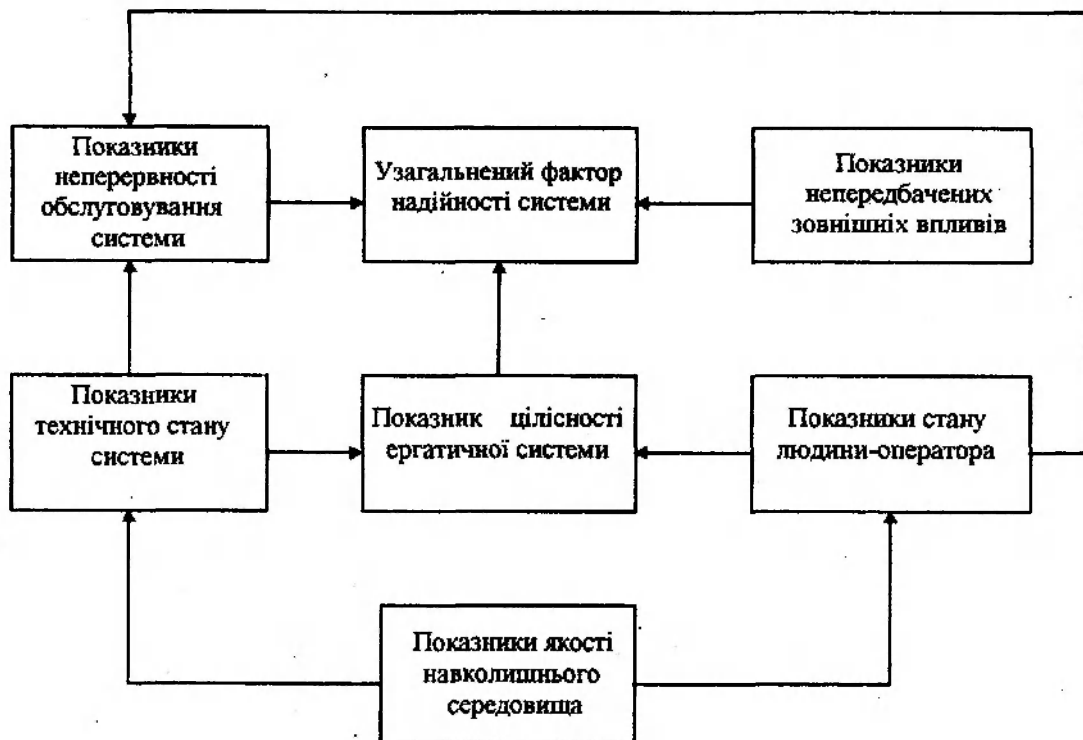 Показники
неперервності
обслуговування
системи
Узагальнений фактор
надійності системи
Показники
непередбачених
зовнішніх впливів
Показники
технічного стану
системи
Показник цілісності
ергатичної системи
Показники стану
людини-оператора
Показники якості
навколишнього
середовища